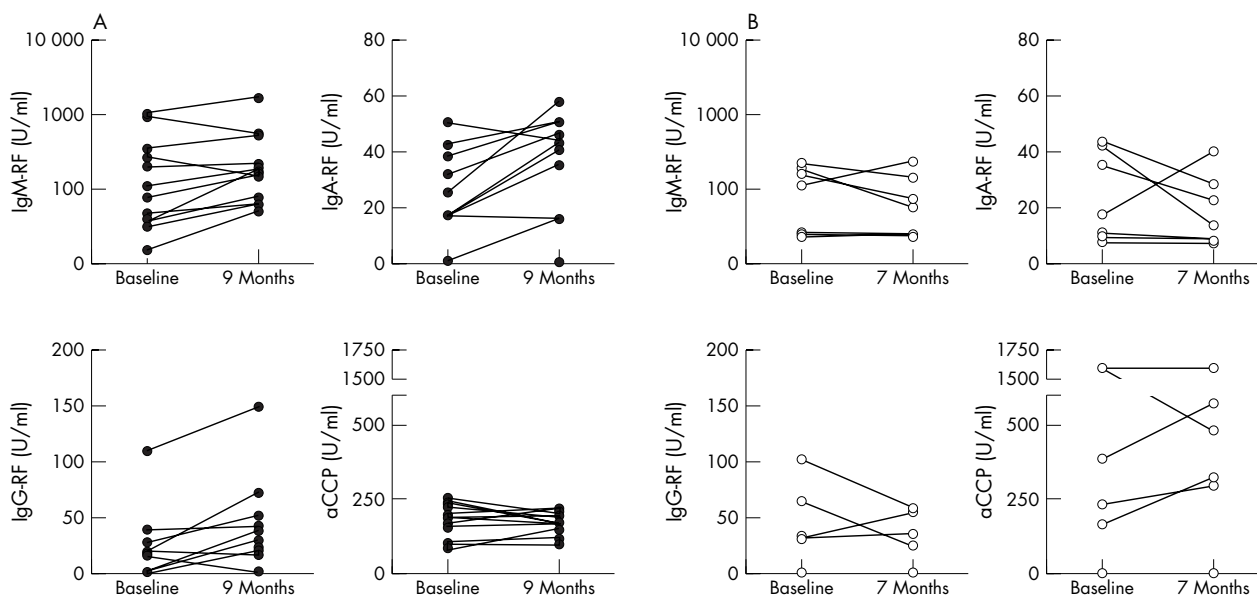 A
10 000
1000
100
0
IgM-RF (U/ml)
Baseline
9 Months
80
60
40
20
0
IgA-RF (U/ml)
Baseline
9 Months
B
10 000
1000
100
0
IgM-RF (U/ml)
Baseline
7 Months
80
60
40
20
0
IgA-RF (U/ml)
Baseline
7 Months
200
150
100
50
0
IgG-RF (U/ml)
Baseline
9 Months
1750
1500
500
250
0
αCCP (U/ml)
Baseline
9 Months
200
150
100
50
0
IgG-RF (U/ml)
Baseline
7 Months
1750
1500
500
250
0
αCCP (U/ml)
Baseline
7 Months